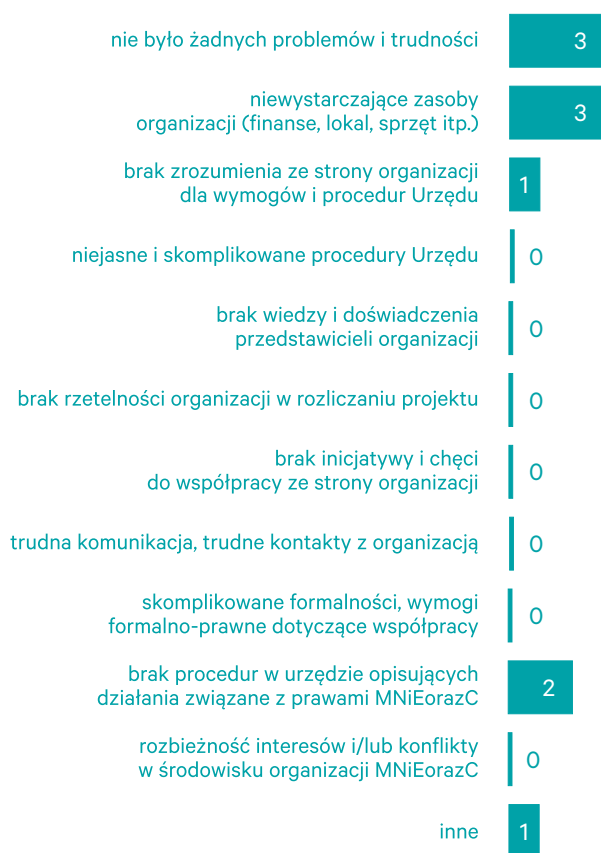 nie było żadnych problemów i trudności 3
niewystarczające zasoby
organizacji (finanse, lokal, sprzęt itp.) 3
brak zrozumienia ze strony organizacji
dla wymogów i procedur Urzędu 1
niejasne i skomplikowane procedury Urzędu 0
brak wiedzy i doświadczenia
przedstawicieli organizacji 0
brak rzetelności organizacji w rozliczaniu projektu 0
brak inicjatywy i chęci
do współpracy ze strony organizacji 0
trudna komunikacja, trudne kontakty z organizacją 0
skomplikowane formalności, wymogi
formalno-prawne dotyczące współpracy 0
brak procedur w urzędzie opisujących
działania związane z prawami MNiEorazC 2
rozbieżność interesów i/lub konflikty
w środowisku organizacji MNiEorazC 0
inne 1